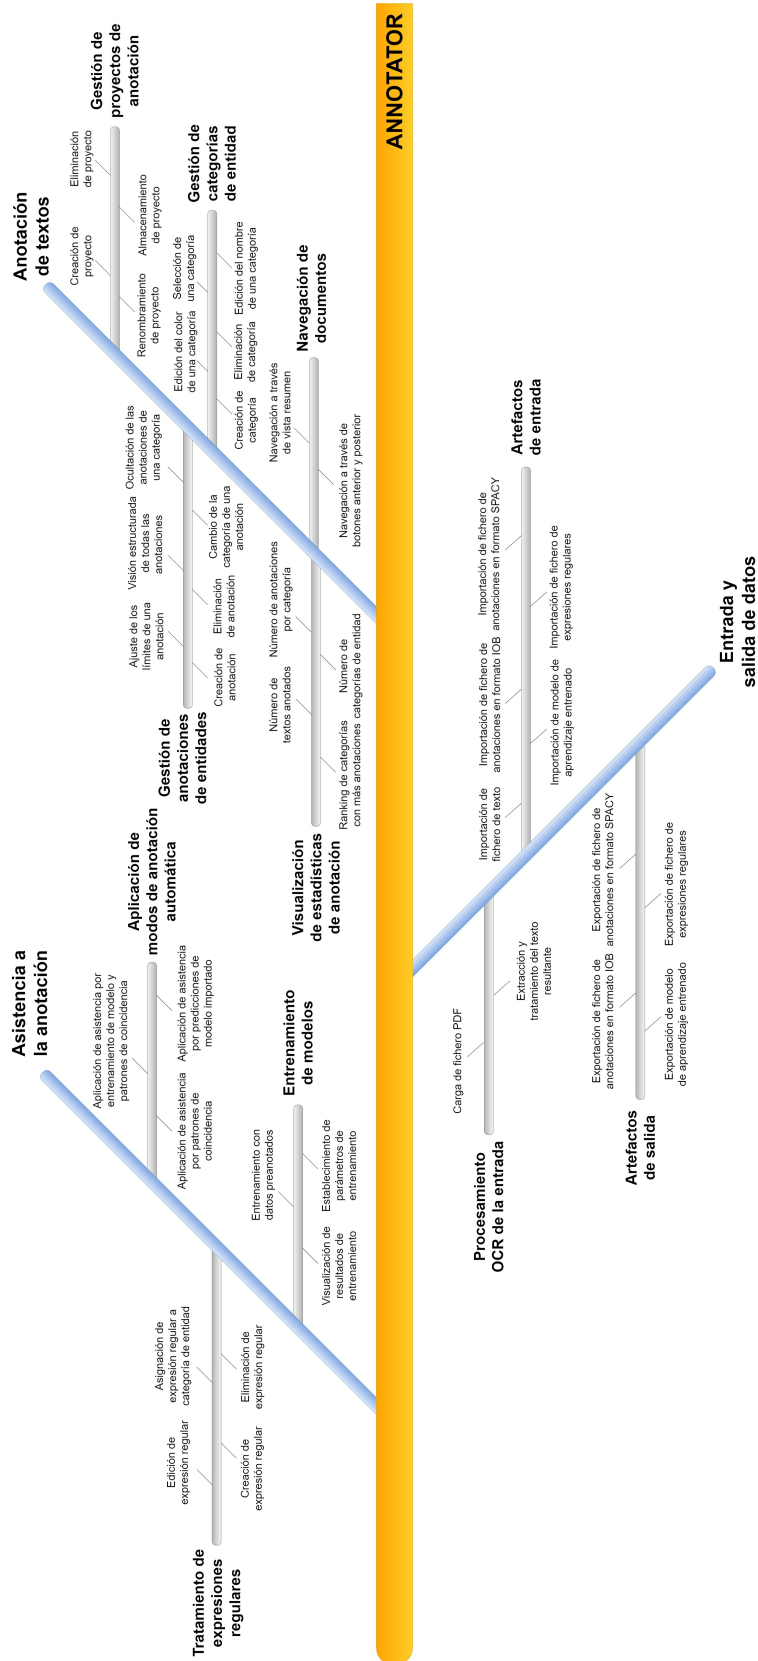 ANNOTATOR
Asistencia a
la anotación
Tratamiento de
expresiones
regulares
Edición de
expresión regular
Asignación de
expresión regular a
categoría de entidad
Creación de
expresión regular
Eliminación de
expresión regular
Aplicación de
modos de anotación
automática
Aplicación de asistencia por
entrenamiento de modelo y
patrones de coincidencia
Aplicación de asistencia
por patrones de
coincidencia
Aplicación de asistencia
por predicciones de
modelo importado
Entrenamiento
de modelos
Entrenamiento con
datos preanotados
Visualización de
resultados de
entrenamiento
Establecimiento de
parámetros de
entrenamiento
Anotación
de textos
Gestión de
proyectos de
anotación
Creación de
proyecto
Eliminación
de proyecto
Renombramiento
de proyecto
Almacenamiento
de proyecto
Gestión de
categorías
de entidad
Edición del color
de una categoría
Selección de
una categoría
Creación de
categoría
Eliminación
de categoría
Edición del nombre
de una categoría
Gestión de
anotaciones
de entidades
Ajuste de los
límites de una
anotación
Visión estructurada
de todas las
anotaciones
Ocultación de las
anotaciones de
una categoría
Creación de
anotación
Eliminación
de anotación
Cambio de la
categoría de una
anotación
Navegación de
documentos
Navegación a través
de vista resumen
Navegación a través de
botones anterior y posterior
Visualización
de estadísticas
de anotación
Número de
textos anotados
Número de anotaciones
por categoría
Ranking de categorías
con más anotaciones
Número de
categorías de entidad
Entrada y
salida de datos
Procesamiento
OCR de la entrada
Carga de fichero PDF
Extracción y
tratamiento del texto
resultante
Artefactos
de entrada
Importación de
fichero de texto
Importación de fichero de
anotaciones en formato IOB
Importación de fichero de
anotaciones en formato SPACY
Importación de modelo de
aprendizaje entrenado
Importación de fichero de
expresiones regulares
Artefactos
de salida
Exportación de fichero de
anotaciones en formato IOB
Exportación de fichero de
anotaciones en formato SPACY
Exportación de modelo
de aprendizaje entrenado
Exportación de fichero de
expresiones regulares